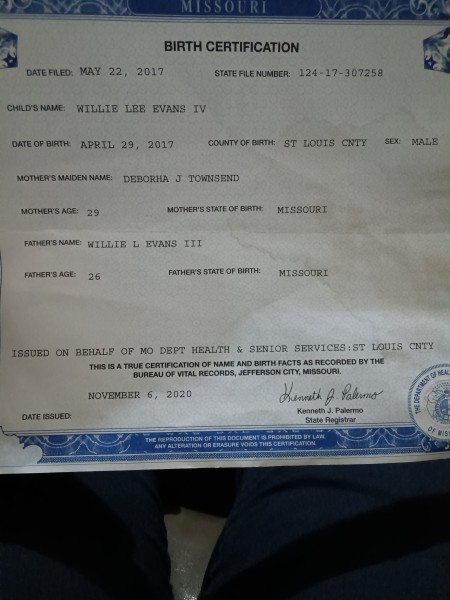 MISSOURI
BIRTH CERTIFICATION
DATE FILED: MAY 22, 2017 STATE FILE NUMBER: 124-17-307258
CHILD'S NAME: WILLIE LEE EVANS IV
DATE OF BIRTH: APRIL 29, 2017 COUNTY OF BIRTH: ST LOUIS CNTY SEX: MALE
MOTHER'S MAIDEN NAME: DEBORHA J TOWNSEND
MOTHER'S AGE: 29 MOTHER'S STATE OF BIRTH: MISSOURI
FATHER'S NAME: WILLIE L EVANS III
FATHER'S AGE: 26 FATHER'S STATE OF BIRTH: MISSOURI
ISSUED ON BEHALF OF MO DEPT HEALTH & SENIOR SERVICES:ST LOUIS CNTY
THIS IS A TRUE CERTIFICATION OF NAME AND BIRTH FACTS AS RECORDED BY THE
BUREAU OF VITAL RECORDS, JEFFERSON CITY, MISSOURI.
NOVEMBER 6, 2020 Kenneth J. Palermo
Kenneth J. Palermo
DATE ISSUED: State Registrar
THE DEPARTMENT OF HEAL
OF MIS
THE REPRODUCTION OF THIS DOCUMENT IS PROHIBITED BY LAW.
ANY ALTERATION OR ERASURE VOIDS THIS CERTIFICATION.